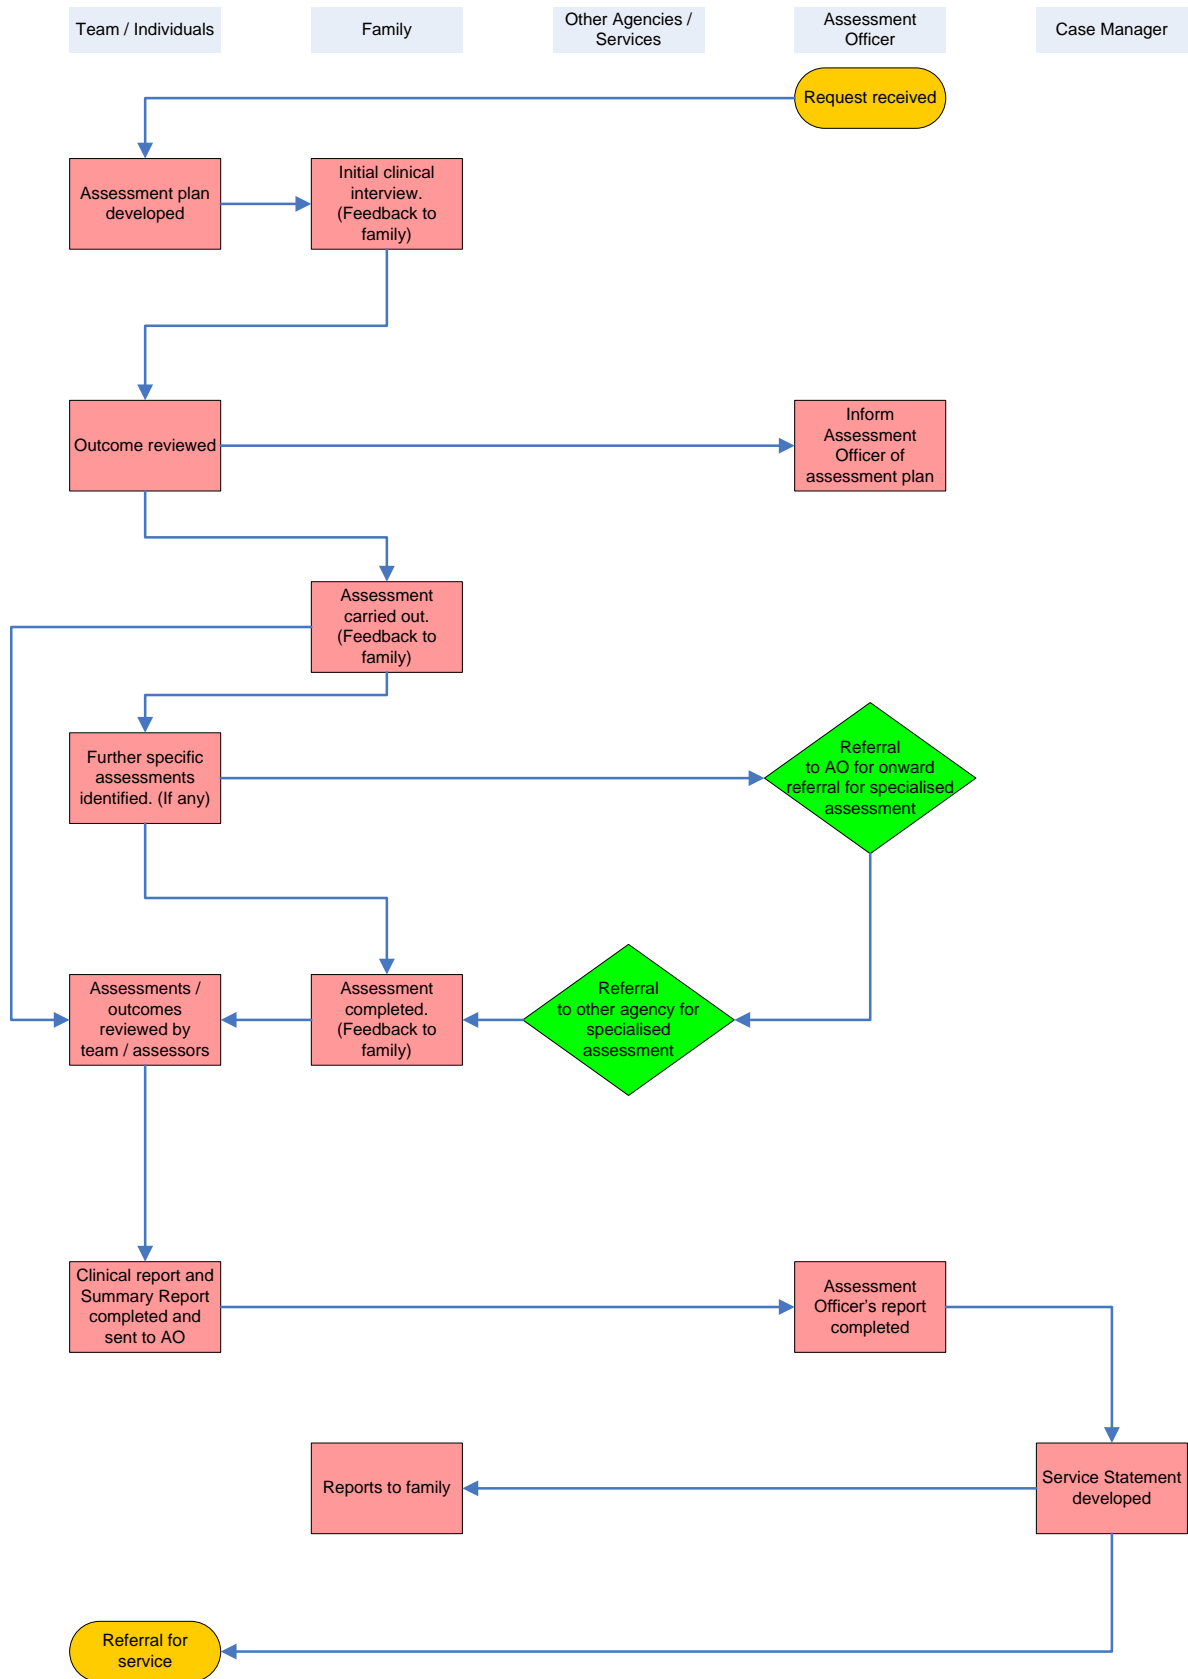 Team / Individuals
Family
Other Agencies /
Services
Assessment
Officer
Case Manager
Request received
Assessment plan
developed
Initial clinical
interview.
(Feedback to
family)
Outcome reviewed
Inform
Assessment
Officer of
assessment plan
Assessment
carried out.
(Feedback to
family)
Further specific
assessments
identified. (If any)
Referral
to AO for onward
referral for specialised
assessment
Assessments /
outcomes
reviewed by
team / assessors
Assessment
completed.
(Feedback to
family)
Referral
to other agency for
specialised
assessment
Clinical report and
Summary Report
completed and
sent to AO
Assessment
Officer’s report
completed
Reports to family
Service Statement
developed
Referral for
service